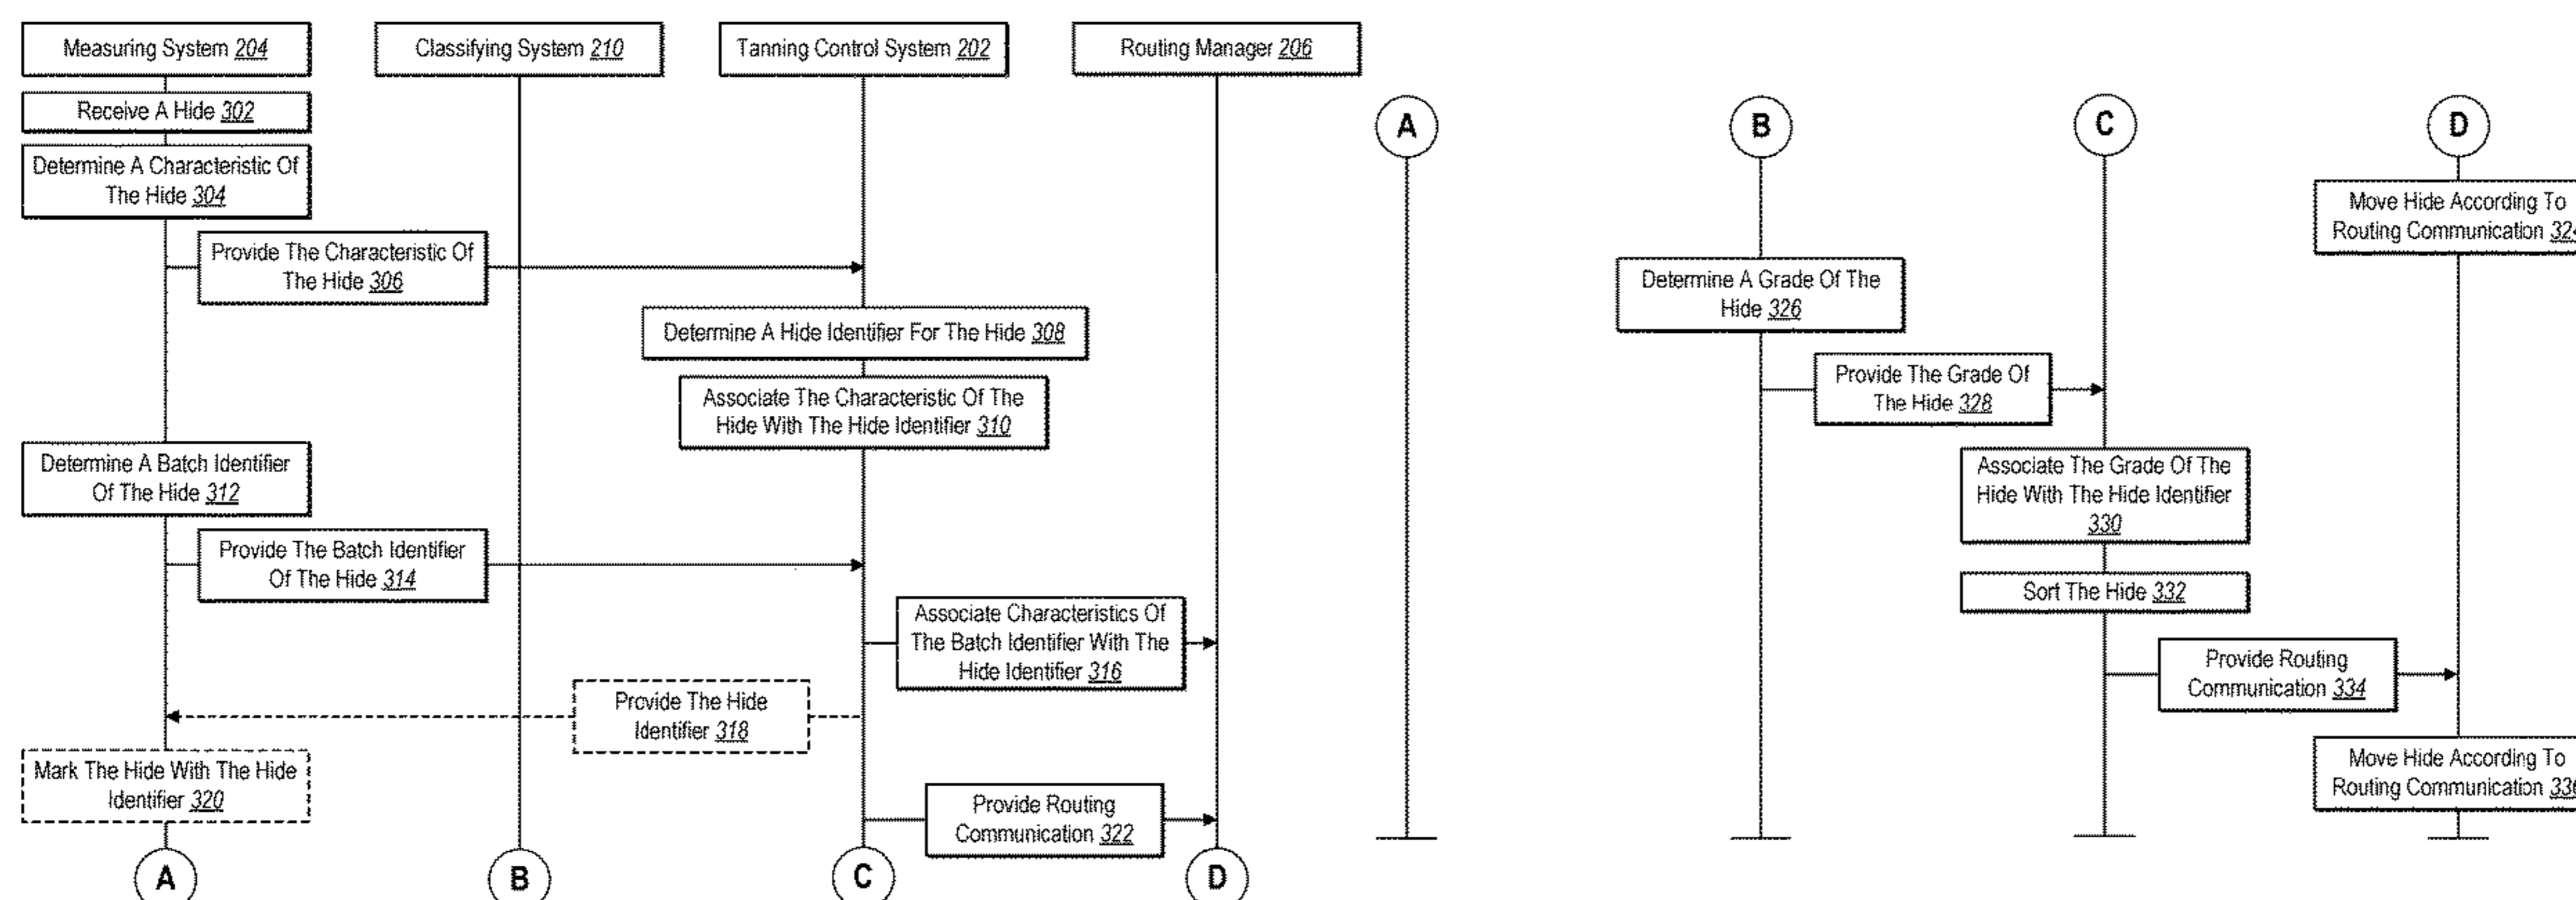 Measuring System 204
Classifying System 210
Tanning Control System 202
Routing Manager 206
Receive A Hide 302
Determine A Characteristic Of
The Hide 304
Provide The Characteristic Of
The Hide 306
Determine A Hide Identifier For The Hide 308
Associate The Characteristic Of The
Hide With The Hide Identifier 310
Determine A Batch Identifier
Of The Hide 312
Provide The Batch Identifier
Of The Hide 314
Associate Characteristics Of
The Batch Identifier With The
Hide Identifier 316
Provide The Hide
Identifier 318
Mark The Hide With The Hide
Identifier 320
Provide Routing
Communication 322
A
B
C
D
A
B
C
D
Move Hide According To
Routing Communication 324
Determine A Grade Of The
Hide 326
Provide The Grade Of
The Hide 328
Associate The Grade Of The
Hide With The Hide Identifier
330
Sort The Hide 332
Provide Routing
Communication 334
Move Hide According To
Routing Communication 336